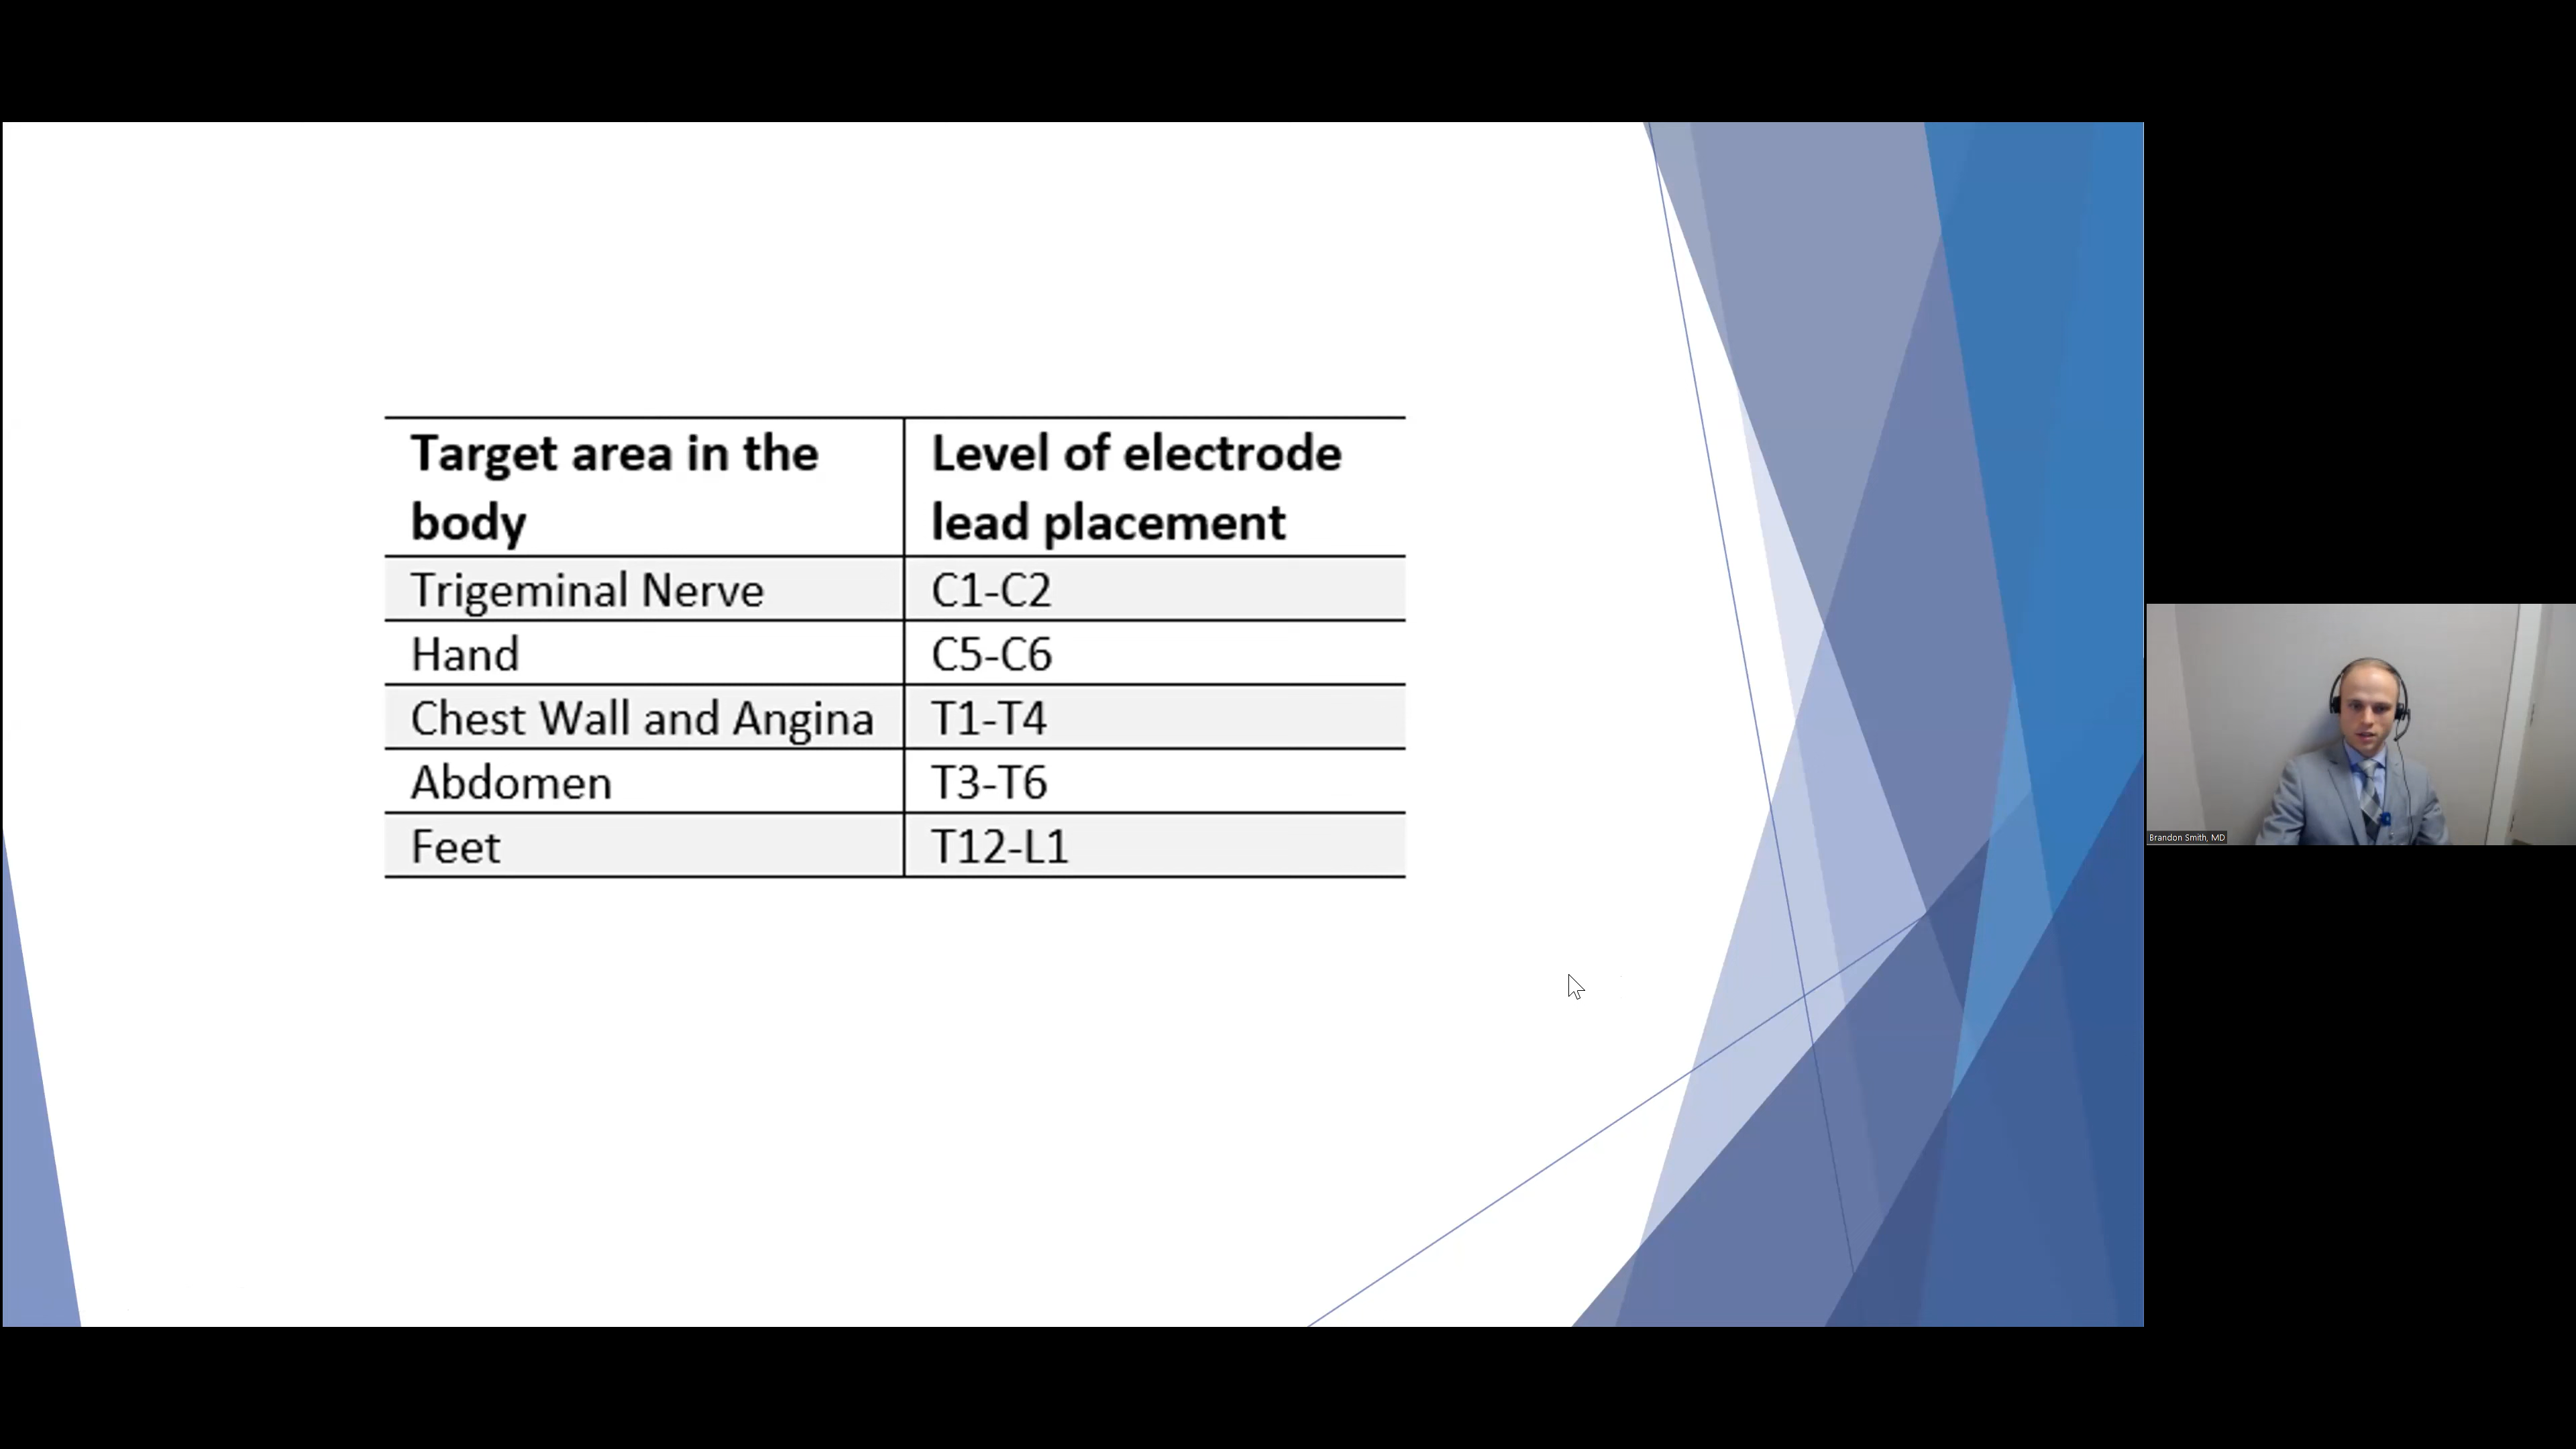 Target area in the
body
Level of electrode
lead placement
Trigeminal Nerve
C1-C2
Hand
C5-C6
Chest Wall and Angina
T1-T4
Abdomen
T3-T6
Feet
T12-L1
Brandon Smith, MD